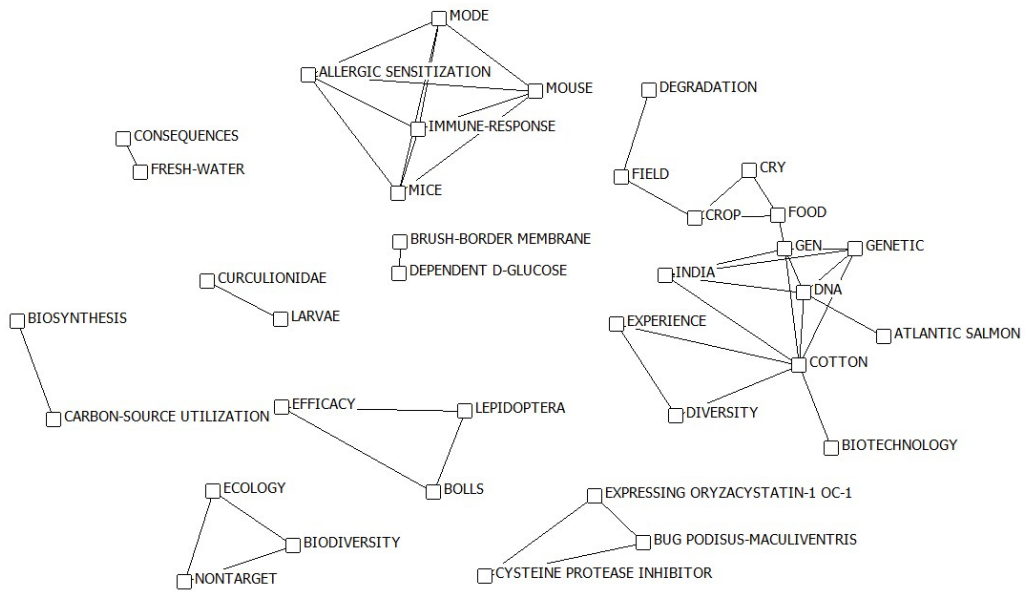 MODE
ALLERGIC SENSITIZATION
MOUSE
DEGRADATION
IMMUNE-RESPONSE
CONSEQUENCES
FRESH-WATER
CRY
FIELD
MICE
CROP
FOOD
BRUSH-BORDER MEMBRANE
GEN
GENETIC
DEPENDENT D-GLUCOSE
INDIA
CURCULIONIDAE
DNA
LARVAE
BIOSYNTHESIS
EXPERIENCE
ATLANTIC SALMON
COTTON
EFFICACY
LEPIDOPTERA
DIVERSITY
CARBON-SOURCE UTILIZATION
BIOTECHNOLOGY
ECOLOGY
BOLLS
EXPRESSING ORYZACYSTATIN-1 OC-1
BIODIVERSITY
BUG PODISUS-MACULIVENTRIS
NONTARGET
CYSTEINE PROTEASE INHIBITOR